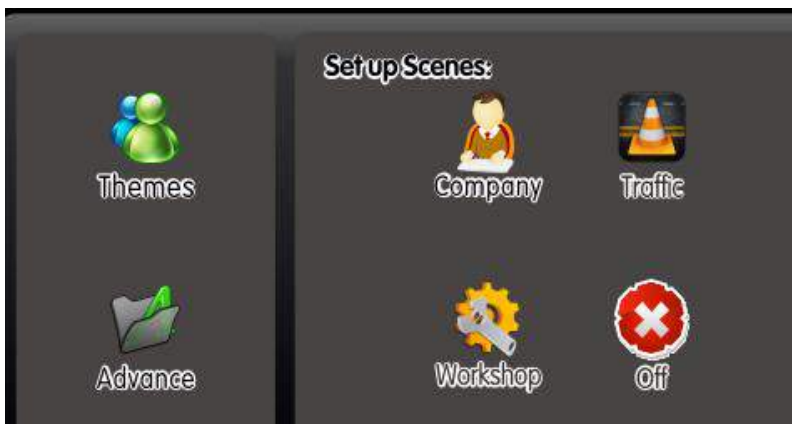 Set up Scenes:
Themes
Company
Traffic
Advance
Workshop
Off